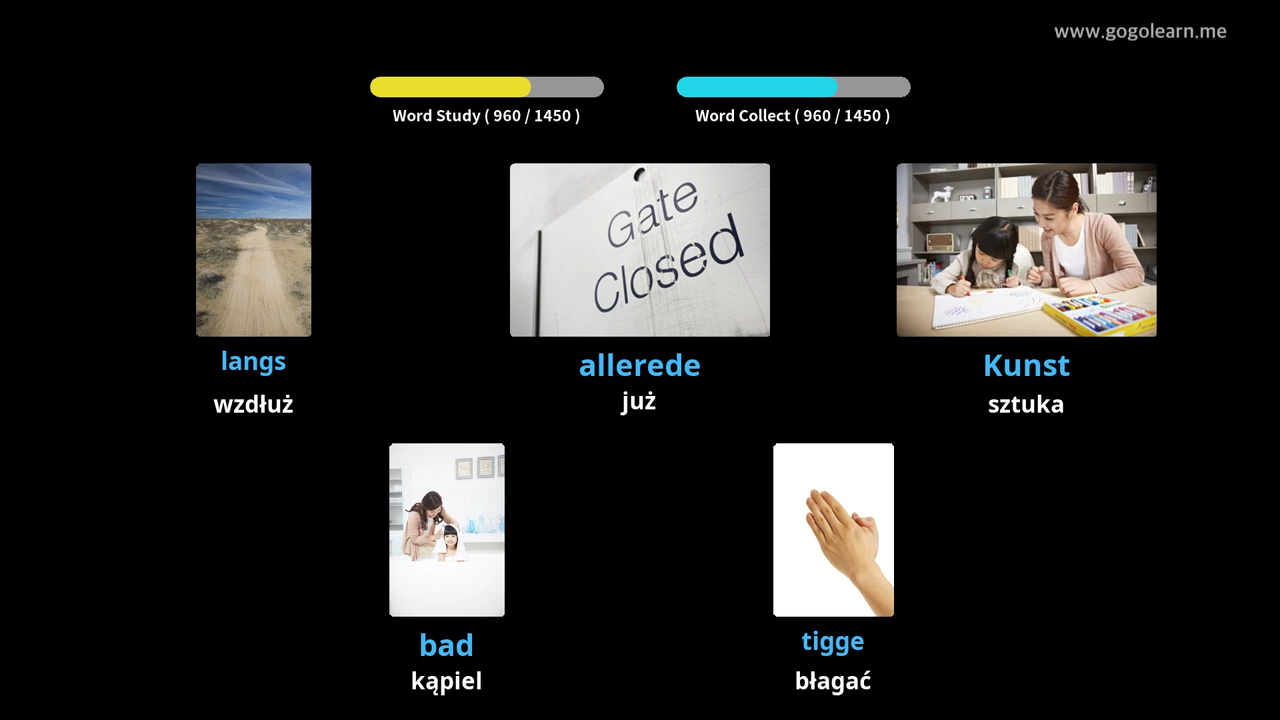 www.gogolearn.me
Word Study ( 960 / 1450 )
Word Collect ( 960 / 1450 )
Gate
Closed
langs
wzdłuż
allerede
już
Kunst
sztuka
bad
kąpiel
tigge
błagać